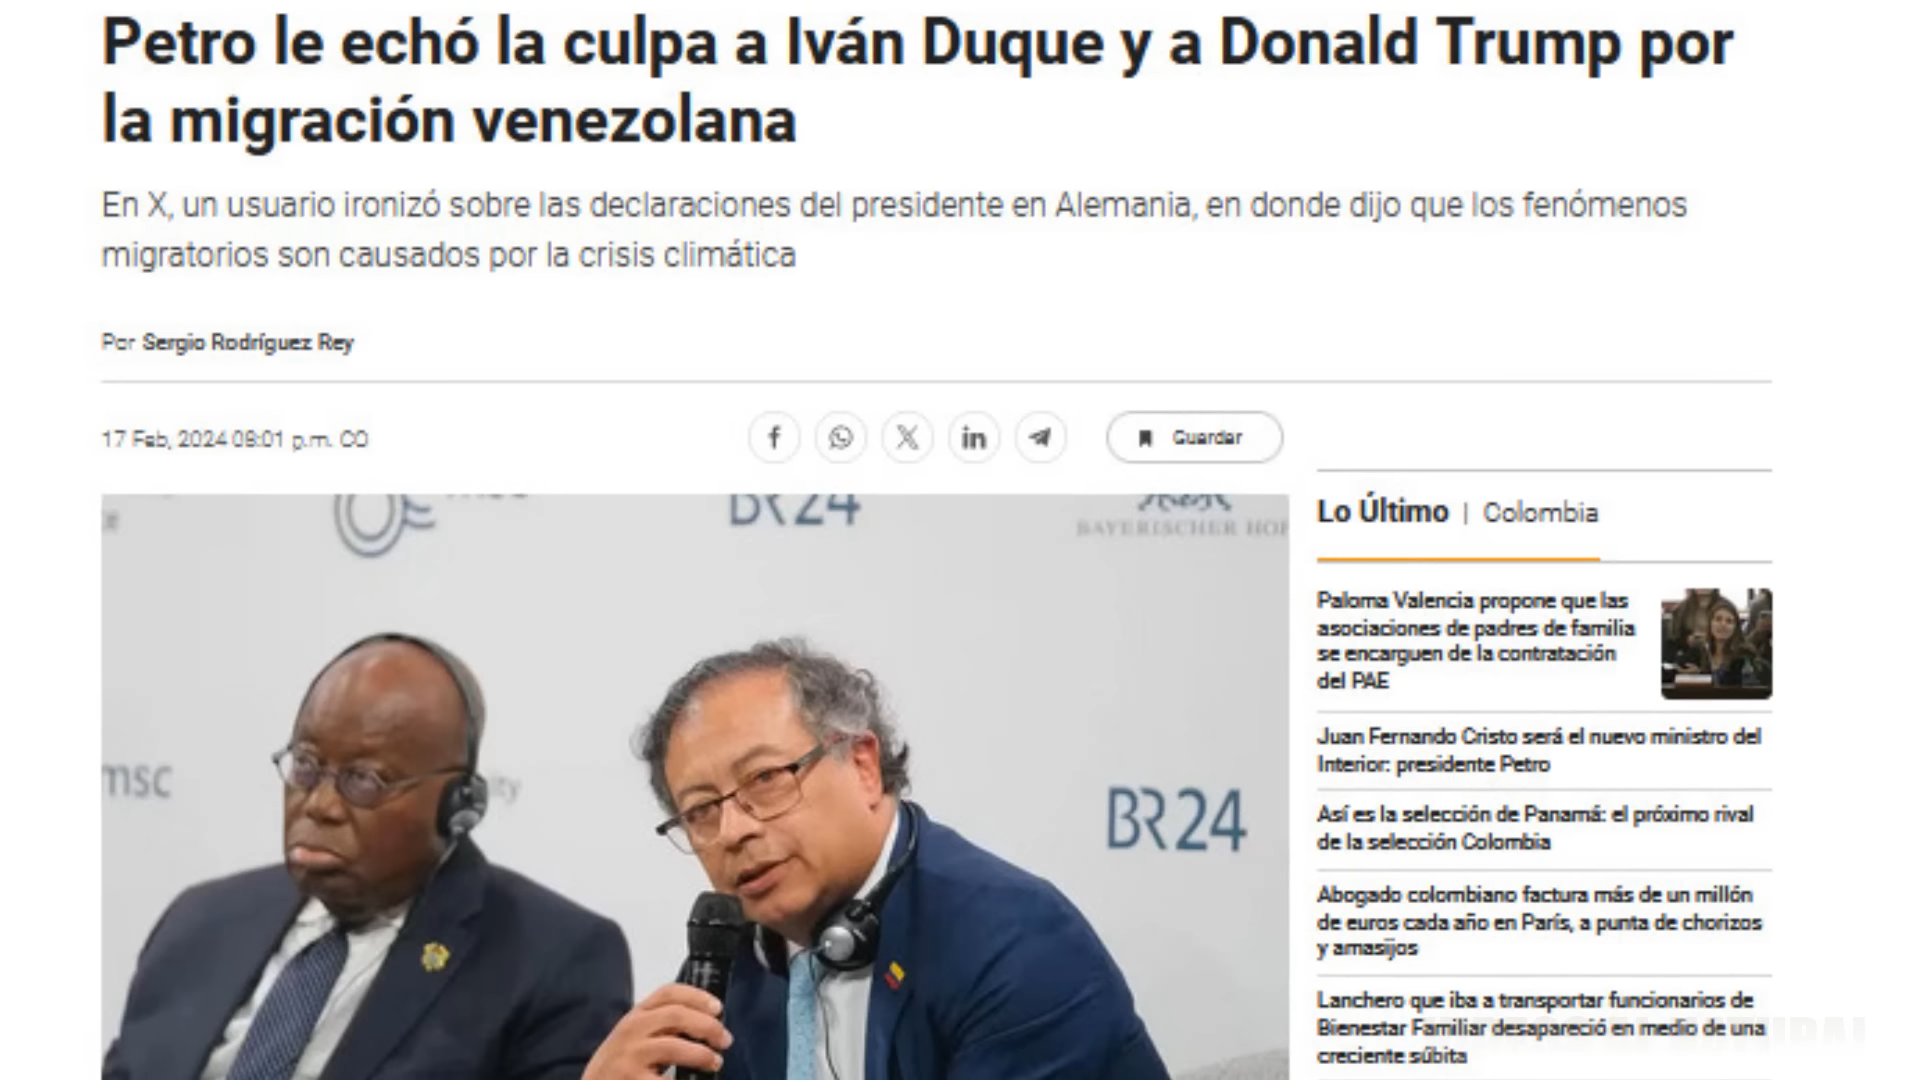 Petro le echó la culpa a Iván Duque y a Donald Trump por
la migración venezolana
En X, un usuario ironizó sobre las declaraciones del presidente en Alemania, en donde dijo que los fenómenos
migratorios son causados por la crisis climática
Por Sergio Rodríguez Rey
17 Feb, 2024 08:01 p.m. CO
Guardar
BR24
BAYERISCHER HOF
msc
ity
BR24
Lo Último | Colombia
Paloma Valencia propone que las
asociaciones de padres de familia
se encarguen de la contratación
del PAE
Juan Fernando Cristo será el nuevo ministro del
Interior: presidente Petro
Así es la selección de Panamá: el próximo rival
de la selección Colombia
Abogado colombiano factura más de un millón
de euros cada año en París, a punta de chorizos
y amasijos
Lanchero que iba a transportar funcionarios de
Bienestar Familiar desapareció en medio de una
creciente súbita